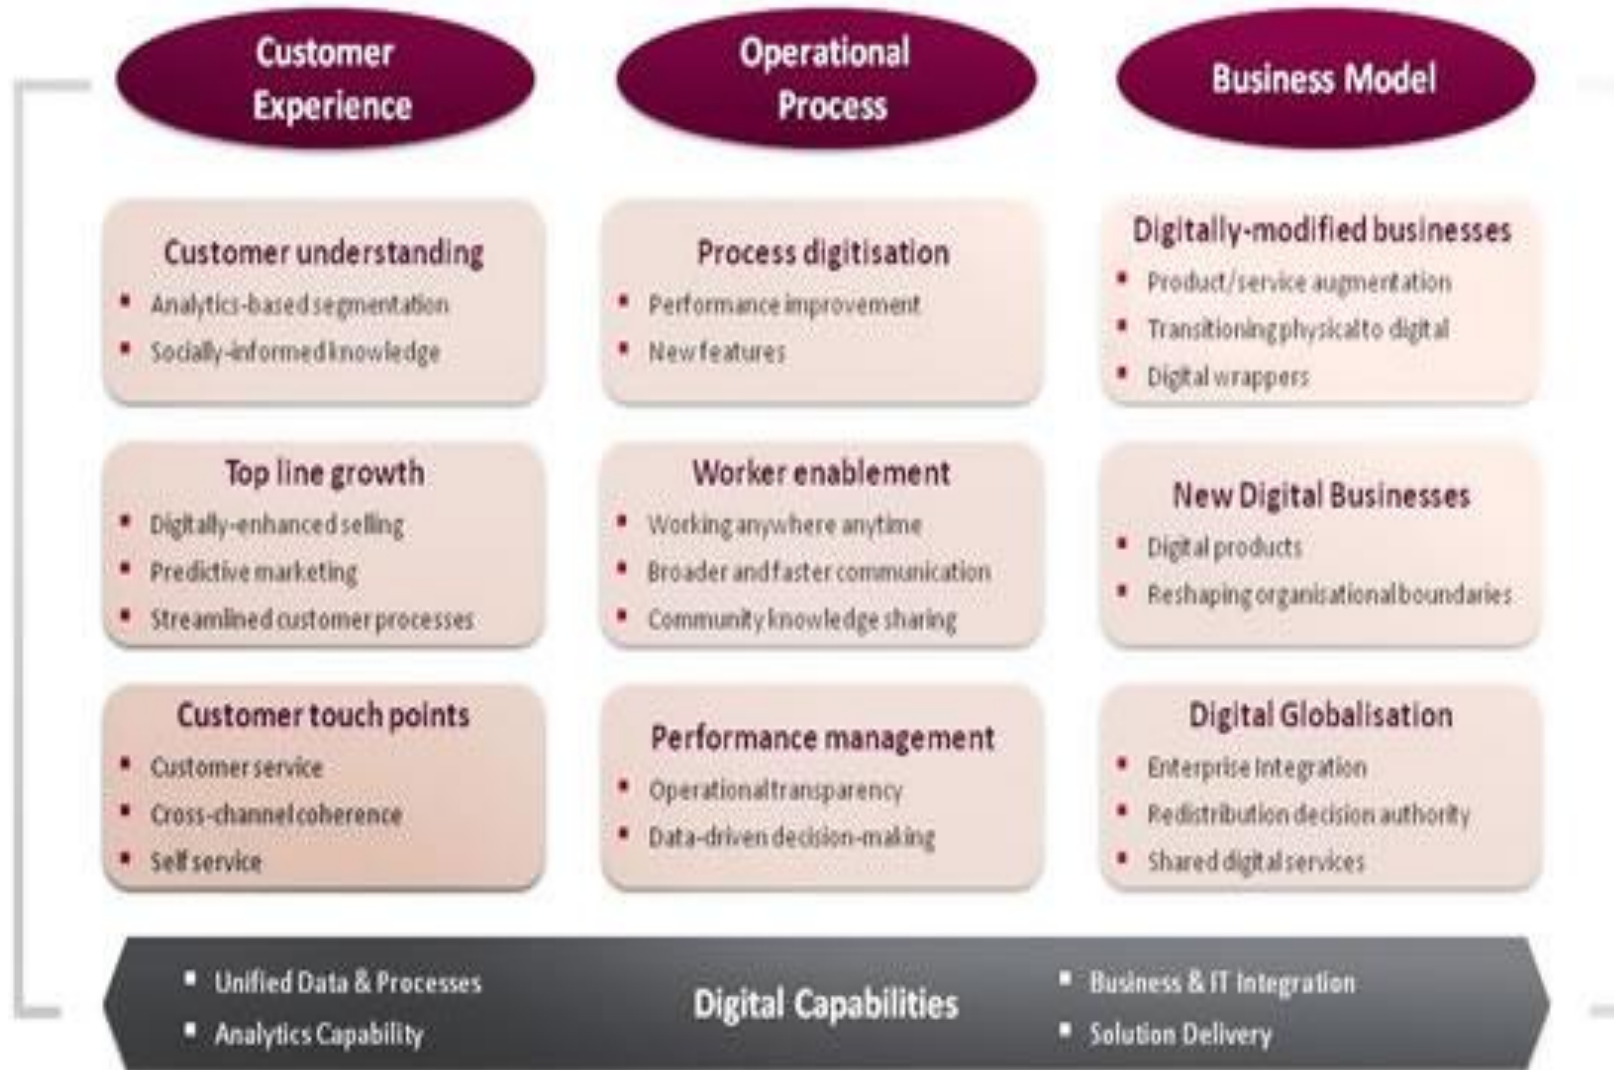 Customer
Experience
Operational
Process
Business Model
Customer understanding
▪ Analytics-based segmentation
▪ Socially-informed knowledge
Process digitisation
▪ Performance improvement
▪ New features
Digitally-modified businesses
▪ Product/service augmentation
▪ Transitioning physical to digital
▪ Digital wrappers
Top line growth
▪ Digitally-enhanced selling
▪ Predictive marketing
▪ Streamlined customer processes
Worker enablement
▪ Working anywhere anytime
▪ Broader and faster communication
▪ Community knowledge sharing
New Digital Businesses
▪ Digital products
▪ Reshaping organisational boundaries
Customer touch points
▪ Customer service
▪ Cross-channel coherence
▪ Self service
Performance management
▪ Operational transparency
▪ Data-driven decision-making
Digital Globalisation
▪ Enterprise Integration
▪ Redistribution decision authority
▪ Shared digital services
▪ Unified Data & Processes
▪ Analytics Capability
Digital Capabilities
▪ Business & IT Integration
▪ Solution Delivery